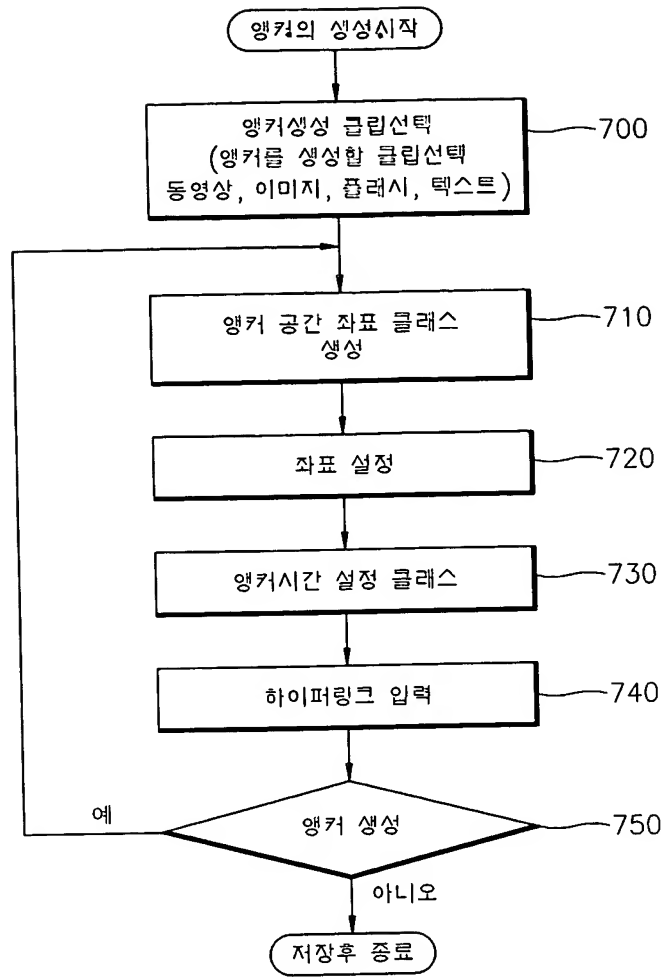 앵커의 생성시작
앵커생성 클립선택
(앵커를 생성할 클립선택
동영상, 이미지, 플래시, 텍스트)
700
앵커 공간 좌표 클래스
생성
710
좌표 설정
720
앵커시간 설정 클래스
730
하이퍼링크 입력
740
예
앵커 생성
750
아니오
저장후 종료